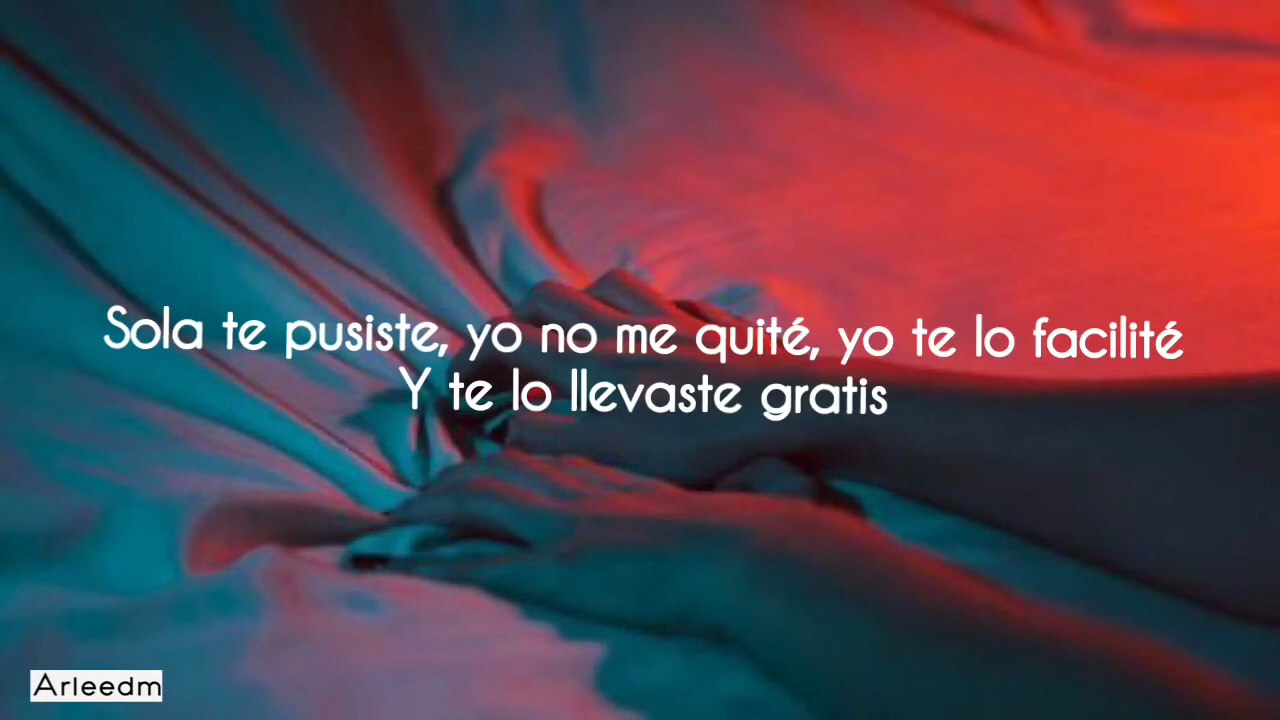 Sola te pusiste, yo no me quité, yo te lo facilité
Y te lo llevaste gratis
Arleedm